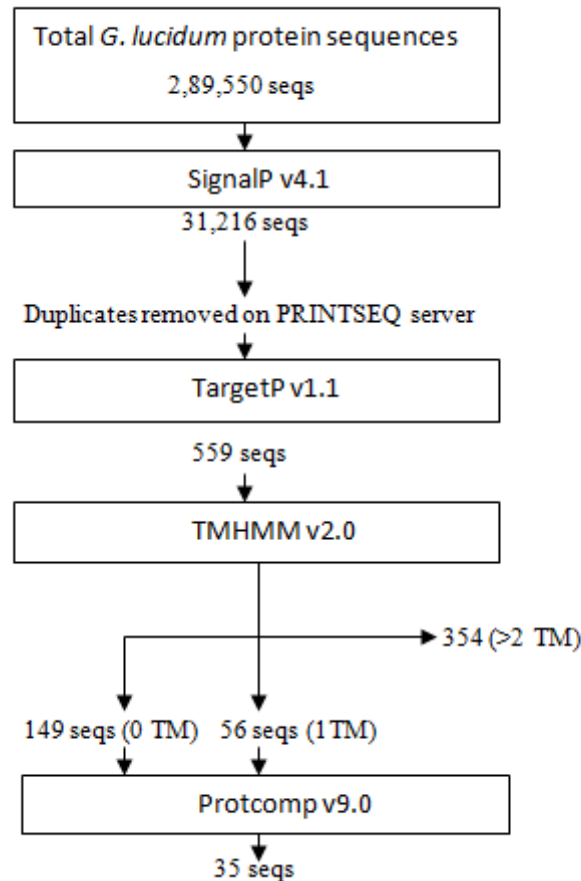 Total G. lucidum protein sequences
2,89,550 seqs
SignalP v4.1
31,216 seqs
Duplicates removed on PRINTSEQ server
TargetP v1.1
559 seqs
TMHMM v2.0
354 (>2 TM)
149 seqs (0 TM) 56 seqs (1TM)
Protcomp v9.0
35 seqs